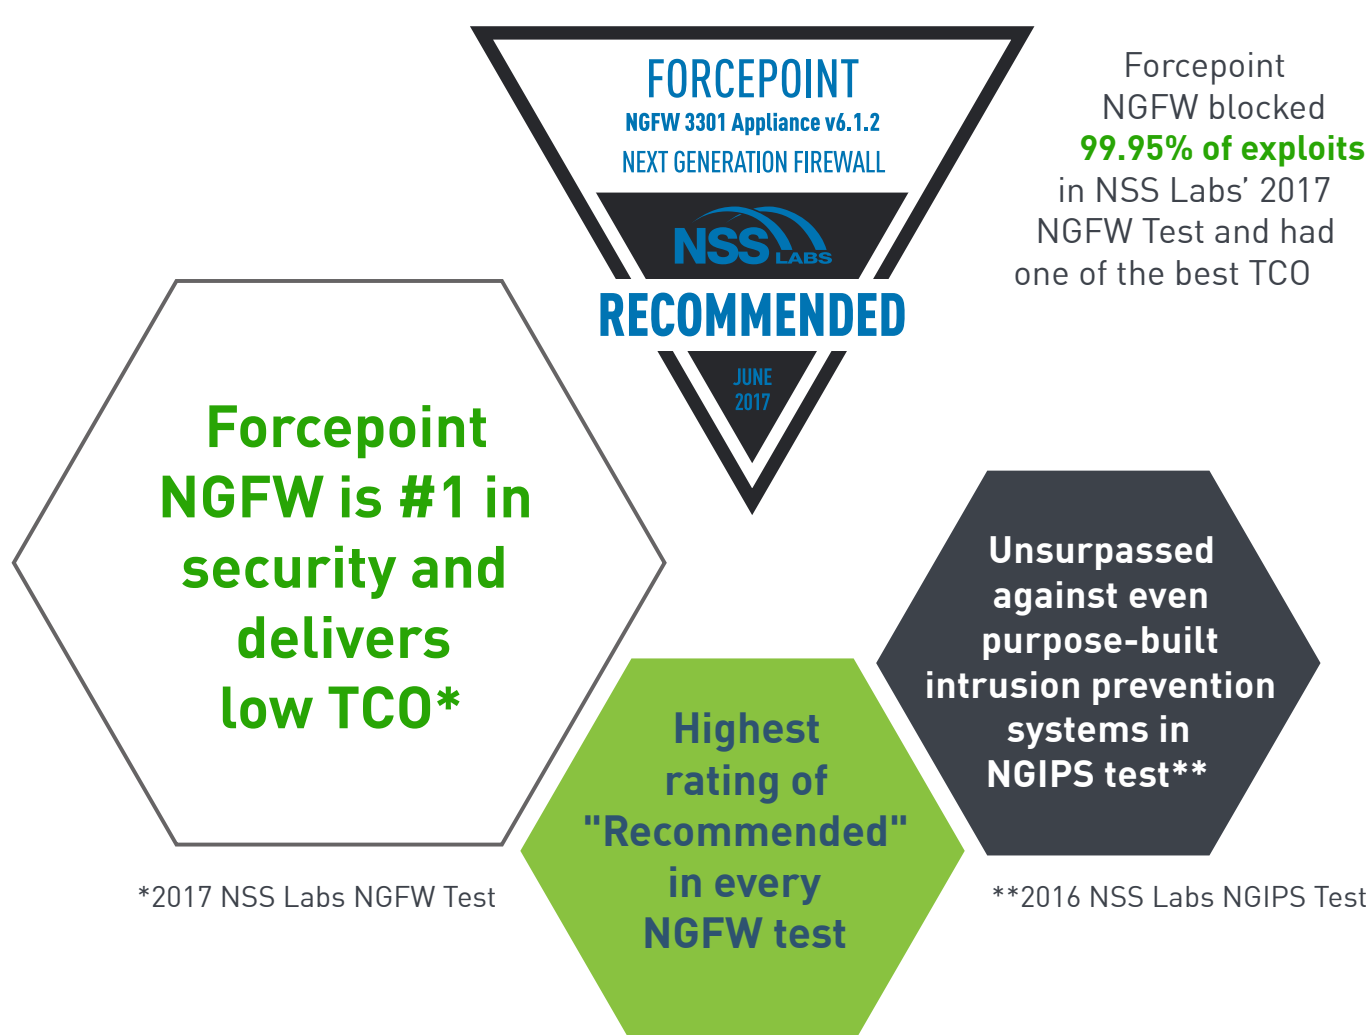 FORCEPOINT
NGFW 3301 Appliance v6.1.2
NEXT GENERATION FIREWALL
NSS LABS
RECOMMENDED
JUNE
2017
Forcepoint
NGFW blocked
99.95% of exploits
in NSS Labs’ 2017
NGFW Test and had
one of the best TCO
Forcepoint
NGFW is #1 in
security and
delivers
low TCO*
*2017 NSS Labs NGFW Test
Highest
rating of
"Recommended"
in every
NGFW test
Unsurpassed
against even
purpose-built
intrusion prevention
systems in
NGIPS test**
**2016 NSS Labs NGIPS Test